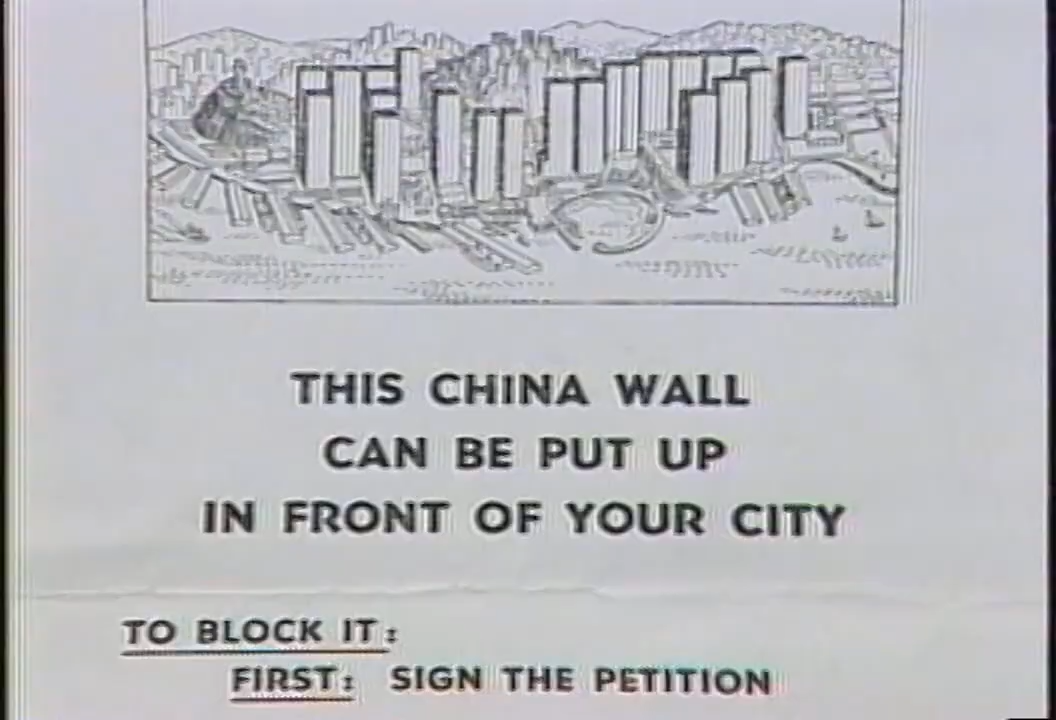 THIS CHINA WALL
CAN BE PUT UP
IN FRONT OF YOUR CITY
TO BLOCK IT:
FIRST: SIGN THE PETITION